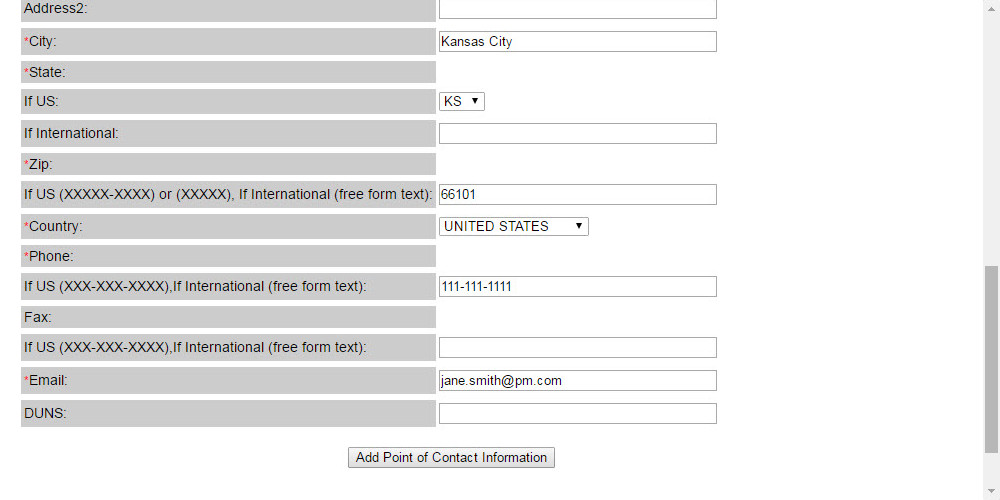 Address2:
*City: Kansas City
*State:
If US: KS
If International:
*Zip:
If US (XXXXX-XXXX) or (XXXXX), If International (free form text): 66101
*Country: UNITED STATES
*Phone:
If US (XXX-XXX-XXXX),If International (free form text): 111-111-1111
Fax:
If US (XXX-XXX-XXXX),If International (free form text):
*Email: jane.smith@pm.com
DUNS:
Add Point of Contact Information